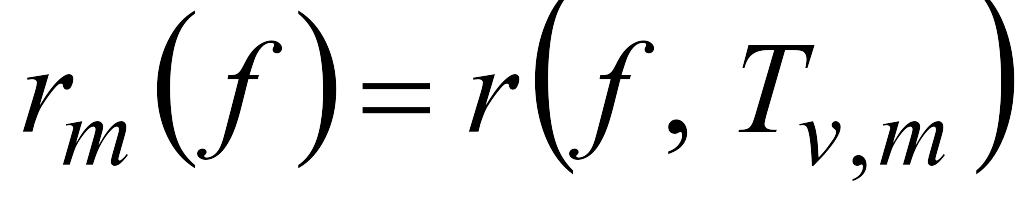 r_m(f) = r(f, T_{v,m})